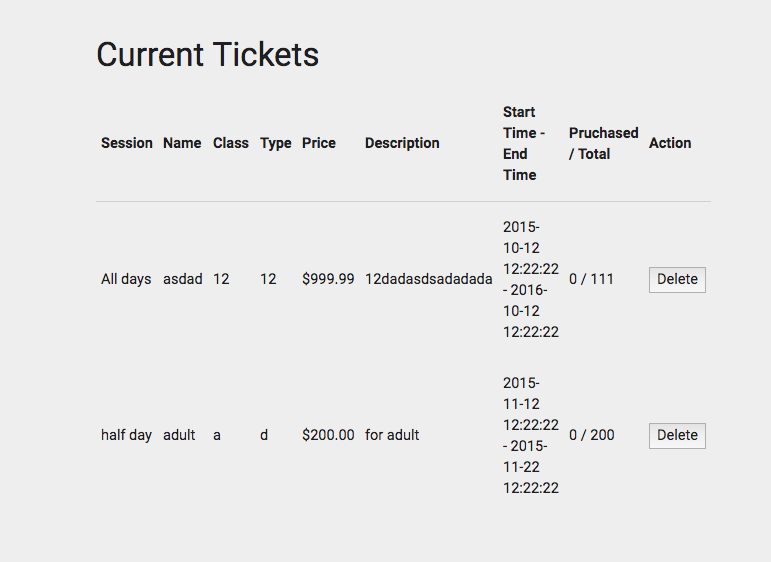 Current Tickets
Session Name Class Type Price Description Start Time - End Time Pruchased / Total Action
All days asdad 12 12 $999.99 12dadasdsadadada 2015-10-12 12:22:22 - 2016-10-12 12:22:22 0 / 111 Delete
half day adult a d $200.00 for adult 2015-11-12 12:22:22 - 2015-11-22 12:22:22 0 / 200 Delete